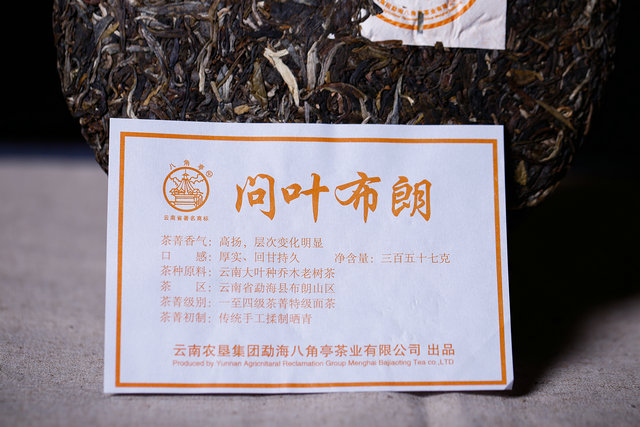 八角亭
®
云南省著名商标
问叶布朗
茶菁香气：高扬，层次变化明显
口 感：厚实、回甘持久 净含量：三百五十七克
茶种原料：云南大叶种乔木老树茶
茶 区：云南省勐海县布朗山区
茶菁级别：一至四级茶菁特级面茶
茶菁初制：传统手工揉制晒青
云南农垦集团勐海八角亭茶业有限公司 出品
Produced by Yunnan Agricnitaral Reclamation Group Menghai Bajiaoting Tea co.,LTD